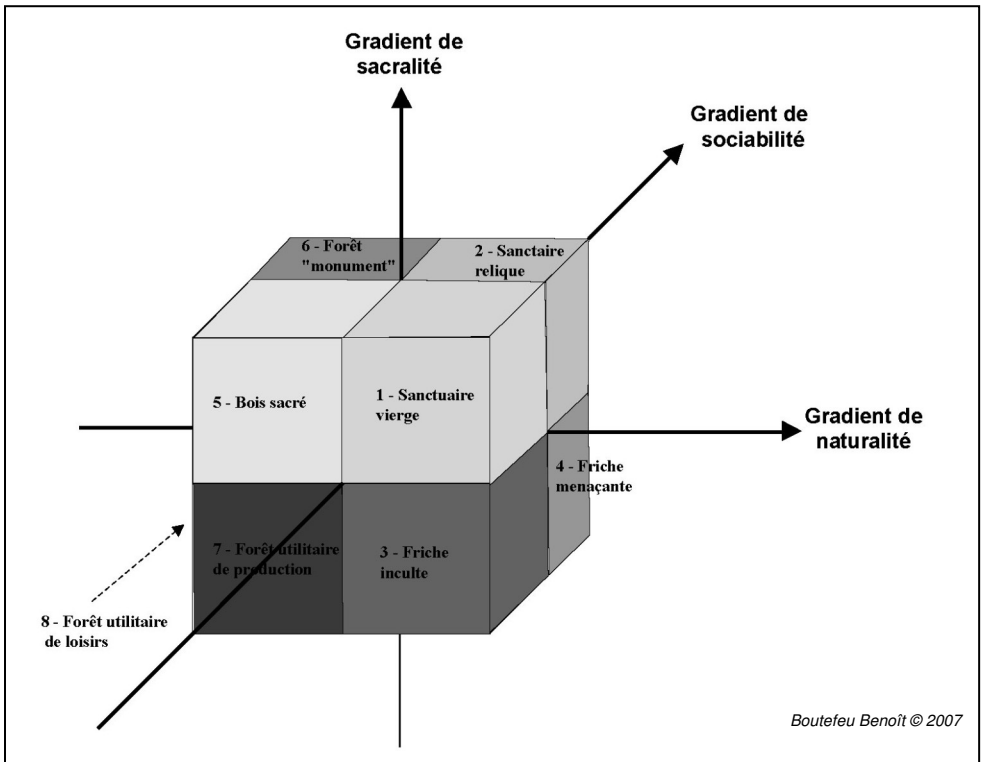 Gradient de
sacralité
Gradient de
sociabilité
6 - Forêt
"monument"
2 - Sanctaire
relique
5 - Bois sacré
1 - Sanctuaire
vierge
Gradient de
naturalité
4 - Friche
menaçante
7 - Forêt utilitaire
de production
3 - Friche
inculte
8 - Forêt utilitaire
de loisirs
Boutefeu Benoît © 2007